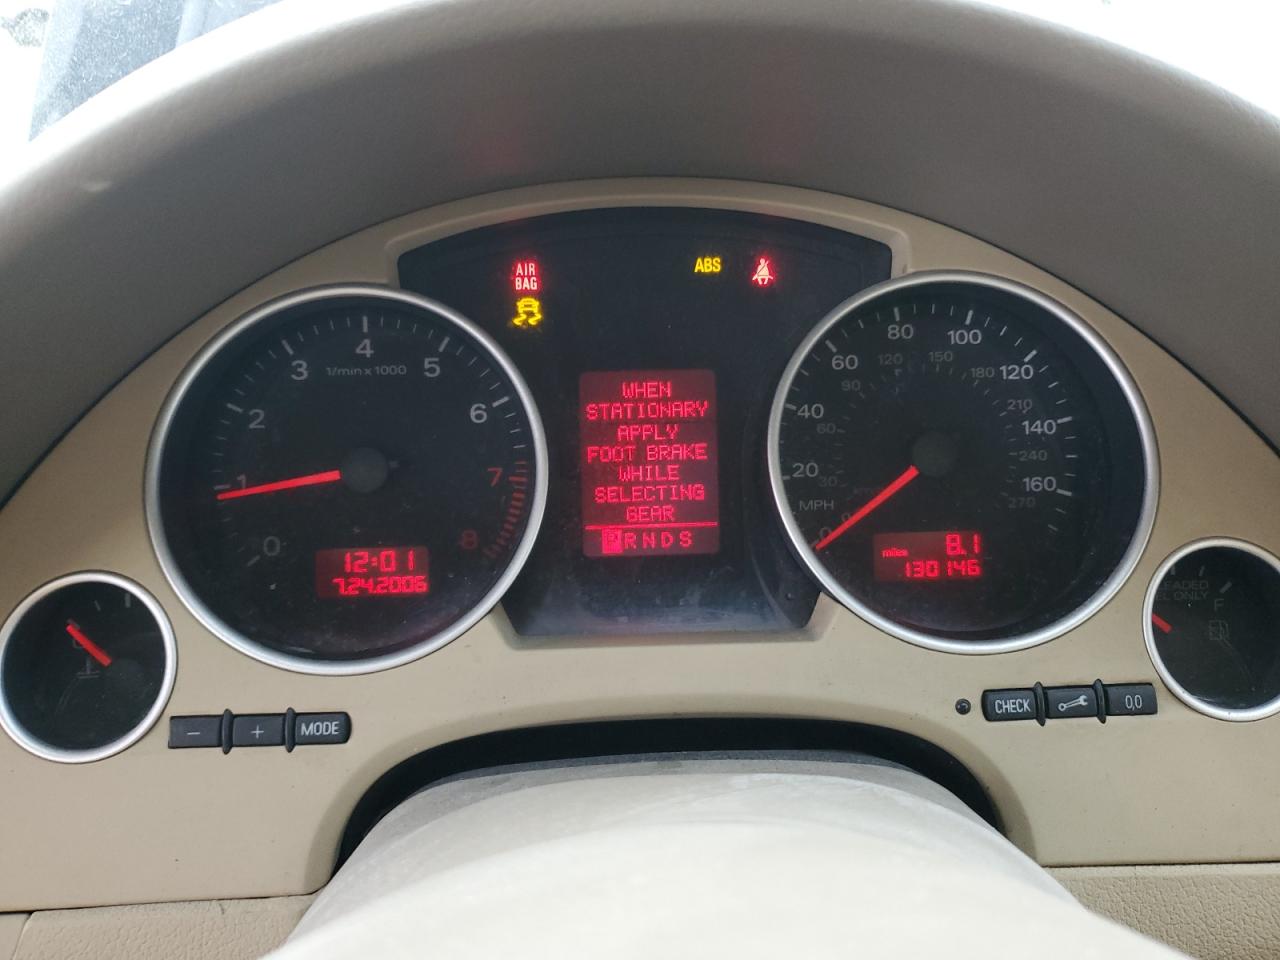 AIR
BAG
ABS
0
1
2
3
4
5
6
7
8
1/min x 1000
12:01
7.24.2006
WHEN
STATIONARY
APPLY
FOOT BRAKE
WHILE
SELECTING
GEAR
PRNDS
0
20
40
60
80
100
120
140
160
30
60
90
120
150
180
210
240
270
MPH
miles
8.1
130146
F
ONLY
−
+
MODE
CHECK
0,0